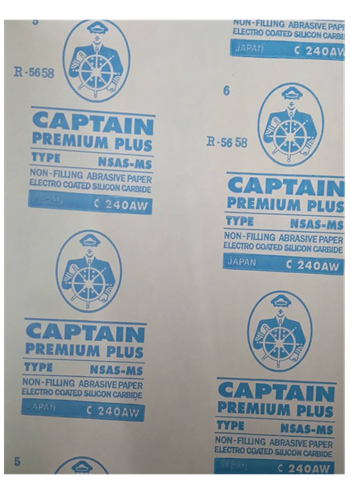 5
R-5658
CAPTAIN
PREMIUM PLUS
TYPE NSAS-MS
NON-FILLING ABRASIVE PAPER
ELECTRO COATED SILICON CARBIDE
C 240AW
CAPTAIN
PREMIUM PLUS
TYPE NSAS-MS
NON-FILLING ABRASIVE PAPER
ELECTRO COATED SILICON CARBIDE
JAPAN C 240AW
5
NON-FILLING ABRASIVE PAPER
ELECTRO COATED SILICON CARBI
JAPAN C 240AW
6
R-5658
CAPTAIN
PREMIUM PLUS
TYPE NSAS-MS
NON-FILLING ABRASIVE PAPER
ELECTRO COATED SILICON CARBIDE
JAPAN C 240AW
CAPTAIN
PREMIUM PLUS
TYPE NSAS-MS
NON-FILLING ABRASIVE PAPER
ELECTRO COATED SILICON CARBIDE
JAPAN C 240AW